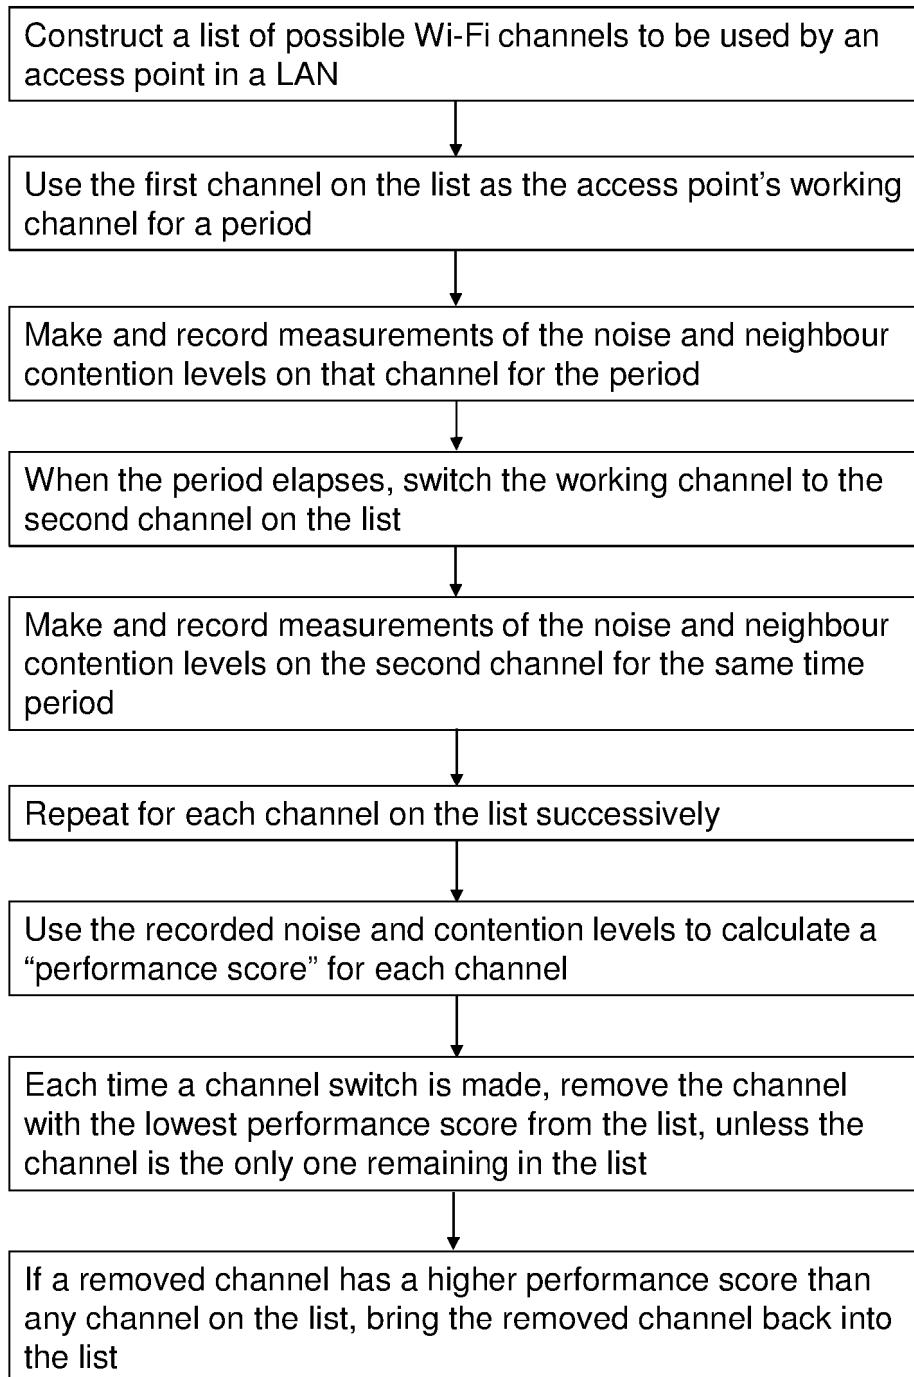 Construct a list of possible Wi-Fi channels to be used by an
access point in a LAN
Use the first channel on the list as the access point's working
channel for a period
Make and record measurements of the noise and neighbour
contention levels on that channel for the period
When the period elapses, switch the working channel to the
second channel on the list
Make and record measurements of the noise and neighbour
contention levels on the second channel for the same time
period
Repeat for each channel on the list successively
Use the recorded noise and contention levels to calculate a
“performance score” for each channel
Each time a channel switch is made, remove the channel
with the lowest performance score from the list, unless the
channel is the only one remaining in the list
If a removed channel has a higher performance score than
any channel on the list, bring the removed channel back into
the list